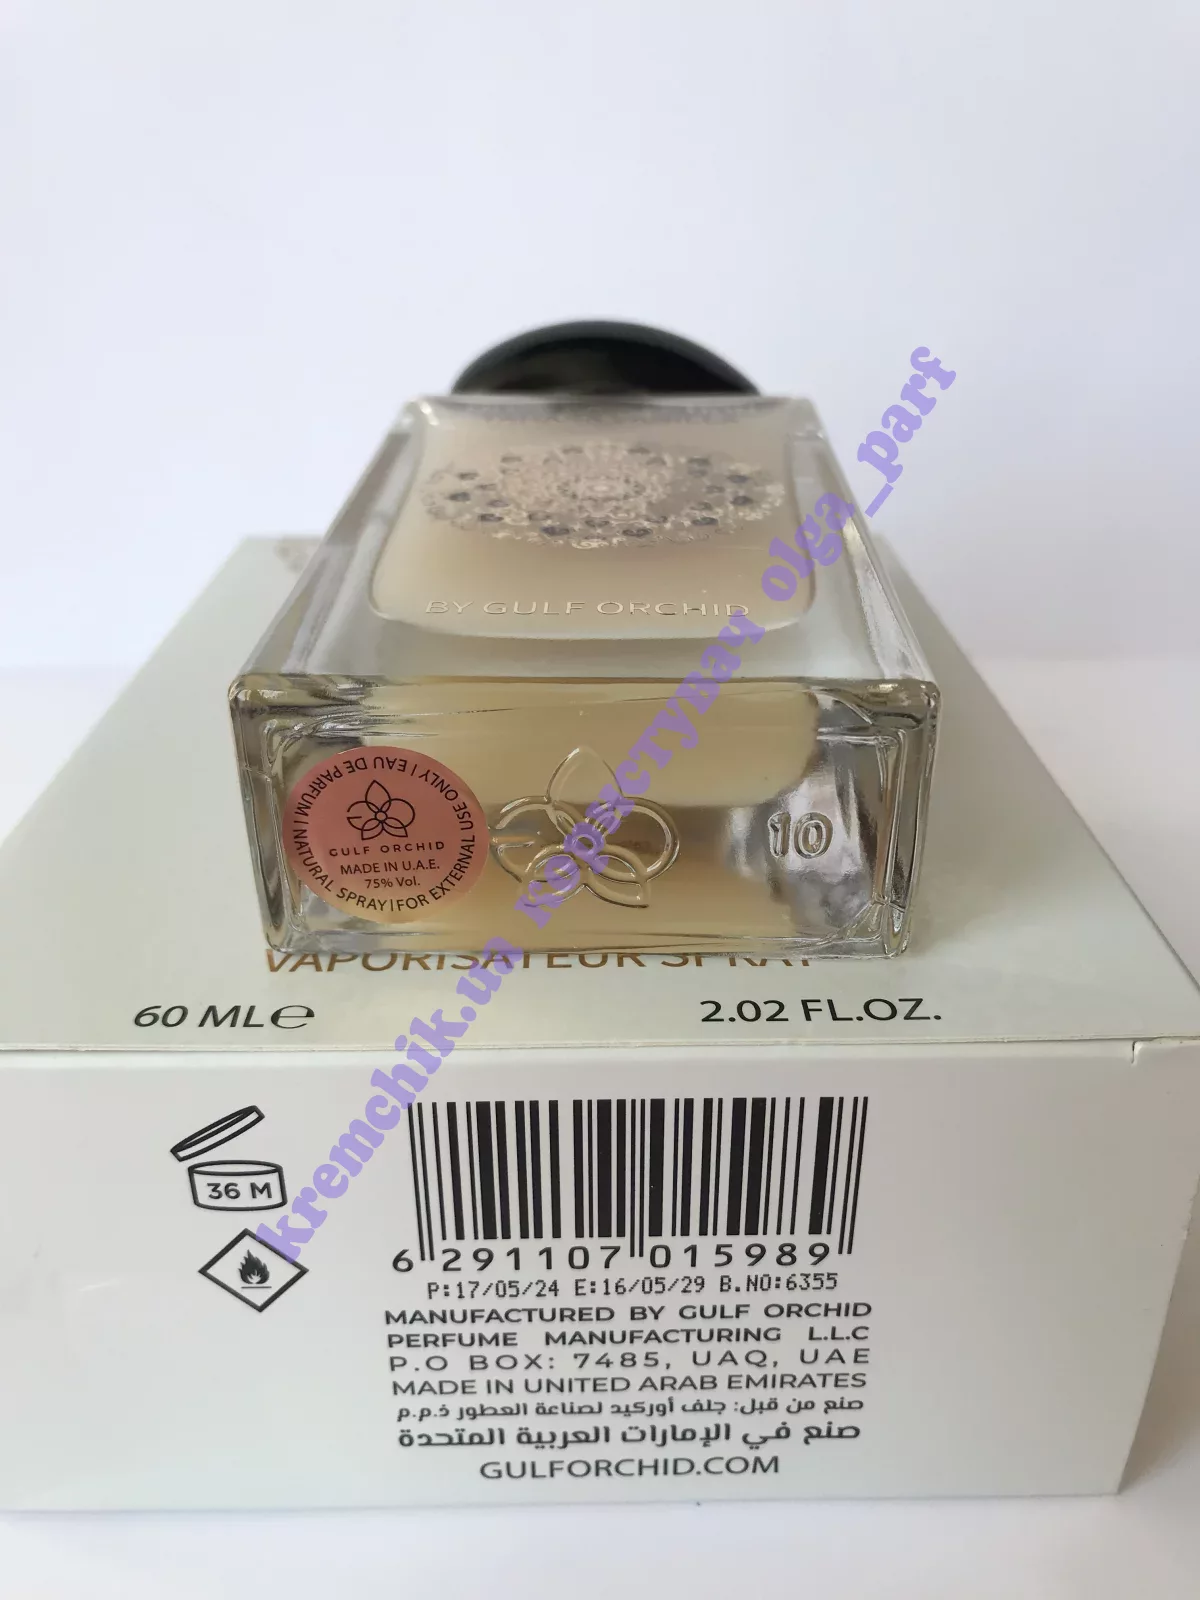 BY GULF ORCHID
NATURAL SPRAY | FOR EXTERNAL USE ONLY | EAU DE PARFUM |
GULF ORCHID
MADE IN U.A.E.
75% Vol.
10
VAPORISATEUR SPRAY
60 ML℮
2.02 FL.OZ.
36 M
6 291107 015989
P:17/05/24 E:16/05/29 B.NO:6355
MANUFACTURED BY GULF ORCHID
PERFUME MANUFACTURING L.L.C
P.O BOX: 7485, UAQ, UAE
MADE IN UNITED ARAB EMIRATES
صنع من قبل: جلف أوركيد لصناعة العطور ذ.م.م
صنع في الإمارات العربية المتحدة
GULFORCHID.COM
kremchik.ua користувач olga_parf